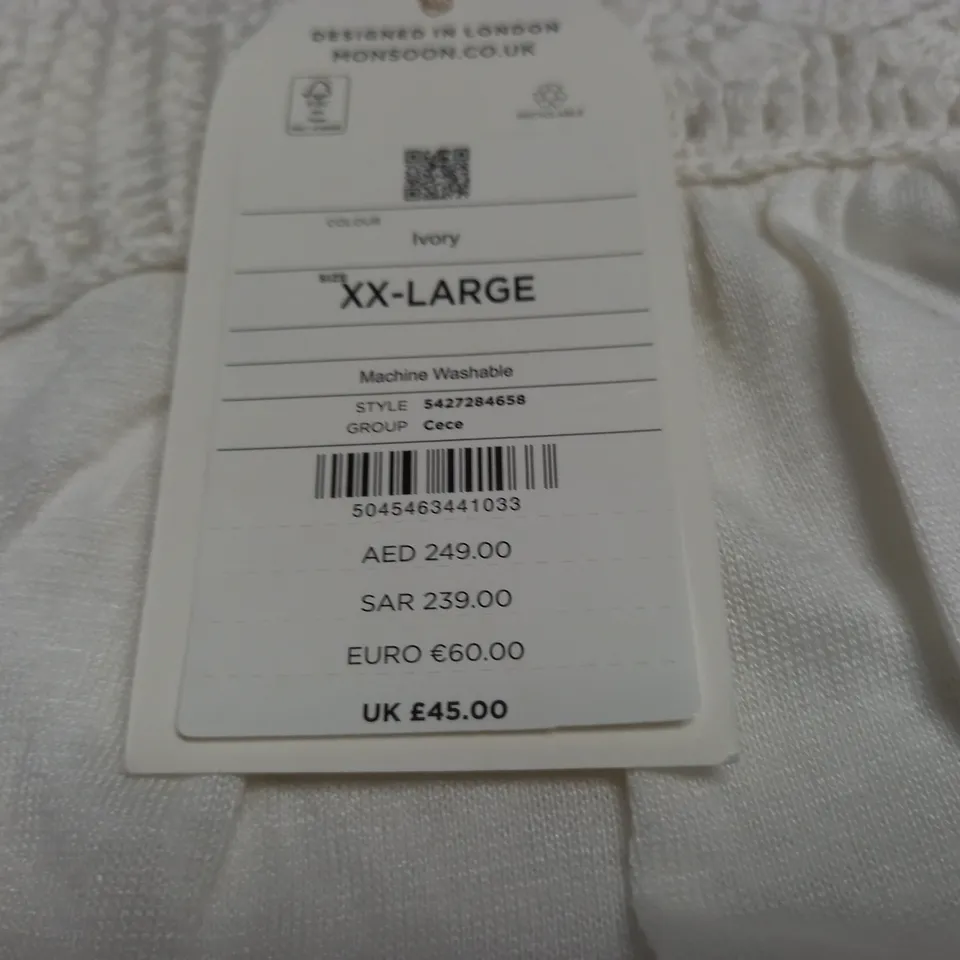 DESIGNED IN LONDON
MONSOON.CO.UK
RECYCLABLE
COLOUR
Ivory
SIZE
XX-LARGE
Machine Washable
STYLE 5427284658
GROUP Cece
5045463441033
AED 249.00
SAR 239.00
EURO €60.00
UK £45.00